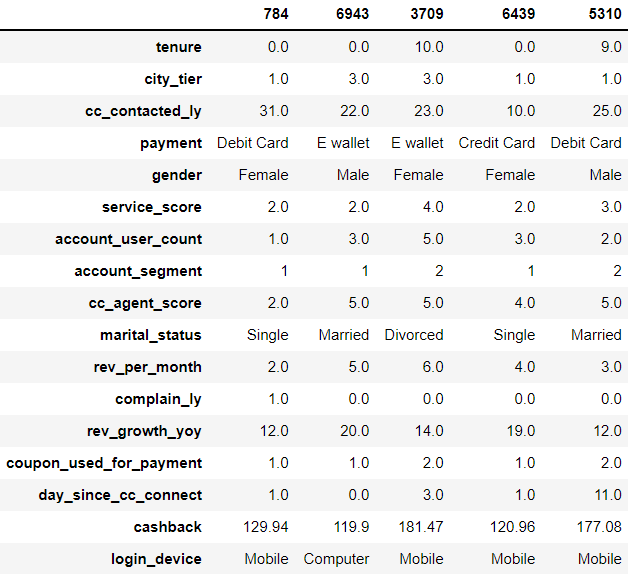 784 6943 3709 6439 5310
tenure 0.0 0.0 10.0 0.0 9.0
city_tier 1.0 3.0 3.0 1.0 1.0
cc_contacted_ly 31.0 22.0 23.0 10.0 25.0
payment Debit Card E wallet E wallet Credit Card Debit Card
gender Female Male Female Female Male
service_score 2.0 2.0 4.0 2.0 3.0
account_user_count 1.0 3.0 5.0 3.0 2.0
account_segment 1 1 2 1 2
cc_agent_score 2.0 5.0 5.0 4.0 5.0
marital_status Single Married Divorced Single Married
rev_per_month 2.0 5.0 6.0 4.0 3.0
complain_ly 1.0 0.0 0.0 0.0 0.0
rev_growth_yoy 12.0 20.0 14.0 19.0 12.0
coupon_used_for_payment 1.0 1.0 2.0 1.0 2.0
day_since_cc_connect 1.0 0.0 3.0 1.0 11.0
cashback 129.94 119.9 181.47 120.96 177.08
login_device Mobile Computer Mobile Mobile Mobile